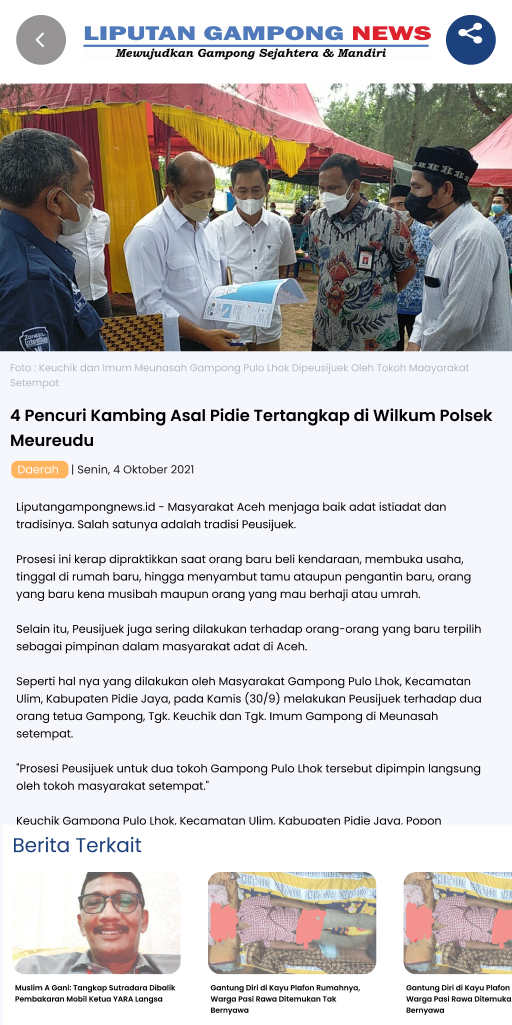 LIPUTAN GAMPONG NEWS
Mewujudkan Gampong Sejahtera & Mandiri
Foto : Keuchik dan Imum Meunasah Gampong Pulo Lhok Dipeusijuek Oleh Tokoh Maayarakat
Setempat
4 Pencuri Kambing Asal Pidie Tertangkap di Wilkum Polsek
Meureudu
Daerah | Senin, 4 Oktober 2021
Liputangampongnews.id - Masyarakat Aceh menjaga baik adat istiadat dan
tradisinya. Salah satunya adalah tradisi Peusijuek.
Prosesi ini kerap dipraktikkan saat orang baru beli kendaraan, membuka usaha,
tinggal di rumah baru, hingga menyambut tamu ataupun pengantin baru, orang
yang baru kena musibah maupun orang yang mau berhaji atau umrah.
Selain itu, Peusijuek juga sering dilakukan terhadap orang-orang yang baru terpilih
sebagai pimpinan dalam masyarakat adat di Aceh.
Seperti hal nya yang dilakukan oleh Masyarakat Gampong Pulo Lhok, Kecamatan
Ulim, Kabupaten Pidie Jaya, pada Kamis (30/9) melakukan Peusijuek terhadap dua
orang tetua Gampong, Tgk. Keuchik dan Tgk. Imum Gampong di Meunasah
setempat.
"Prosesi Peusijuek untuk dua tokoh Gampong Pulo Lhok tersebut dipimpin langsung
oleh tokoh masyarakat setempat."
Keuchik Gampong Pulo Lhok, Kecamatan Ulim, Kabupaten Pidie Jaya, Popon
Berita Terkait
Muslim A Gani: Tangkap Sutradara Dibalik
Pembakaran Mobil Ketua YARA Langsa
Gantung Diri di Kayu Plafon Rumahnya,
Warga Pasi Rawa Ditemukan Tak
Bernyawa
Gantung Diri di Kayu Plafon
Warga Pasi Rawa Ditemuka
Bernyawa